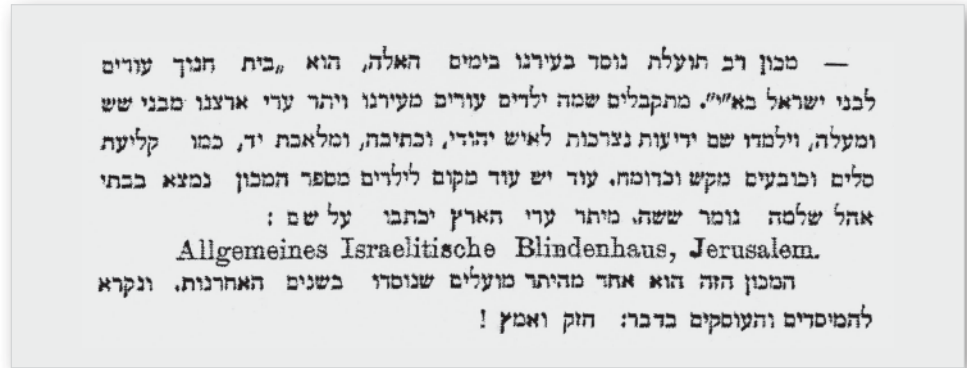 — מכון רב תועלת נוסד בעירנו בימים האלה, הוא „בית חנוך עורים
לבני ישראל בא״י". מתקבלים שמה ילדים עורים מעירנו ויתר ערי ארצנו מבני שש
ומעלה, וילמדו שם ידיעות נצרכות לאיש יהודי, וכתיבה, ומלאכת יד, כמו קליעת
סלים וכובעים מקש וכדומה. עוד יש עוד מקום לילדים מספר המכון נמצא בבתי
אהל שלמה נומר ששה. מיתר ערי הארץ יכתבו על שם :
Allgemeines Israelitische Blindenhaus, Jerusalem.
המכון הזה הוא אחד מהיתר מועלים שנוסדו בשנים האחרנות. ונקרא
להמיסדים והעוסקים בדבר: חזק ואמץ !